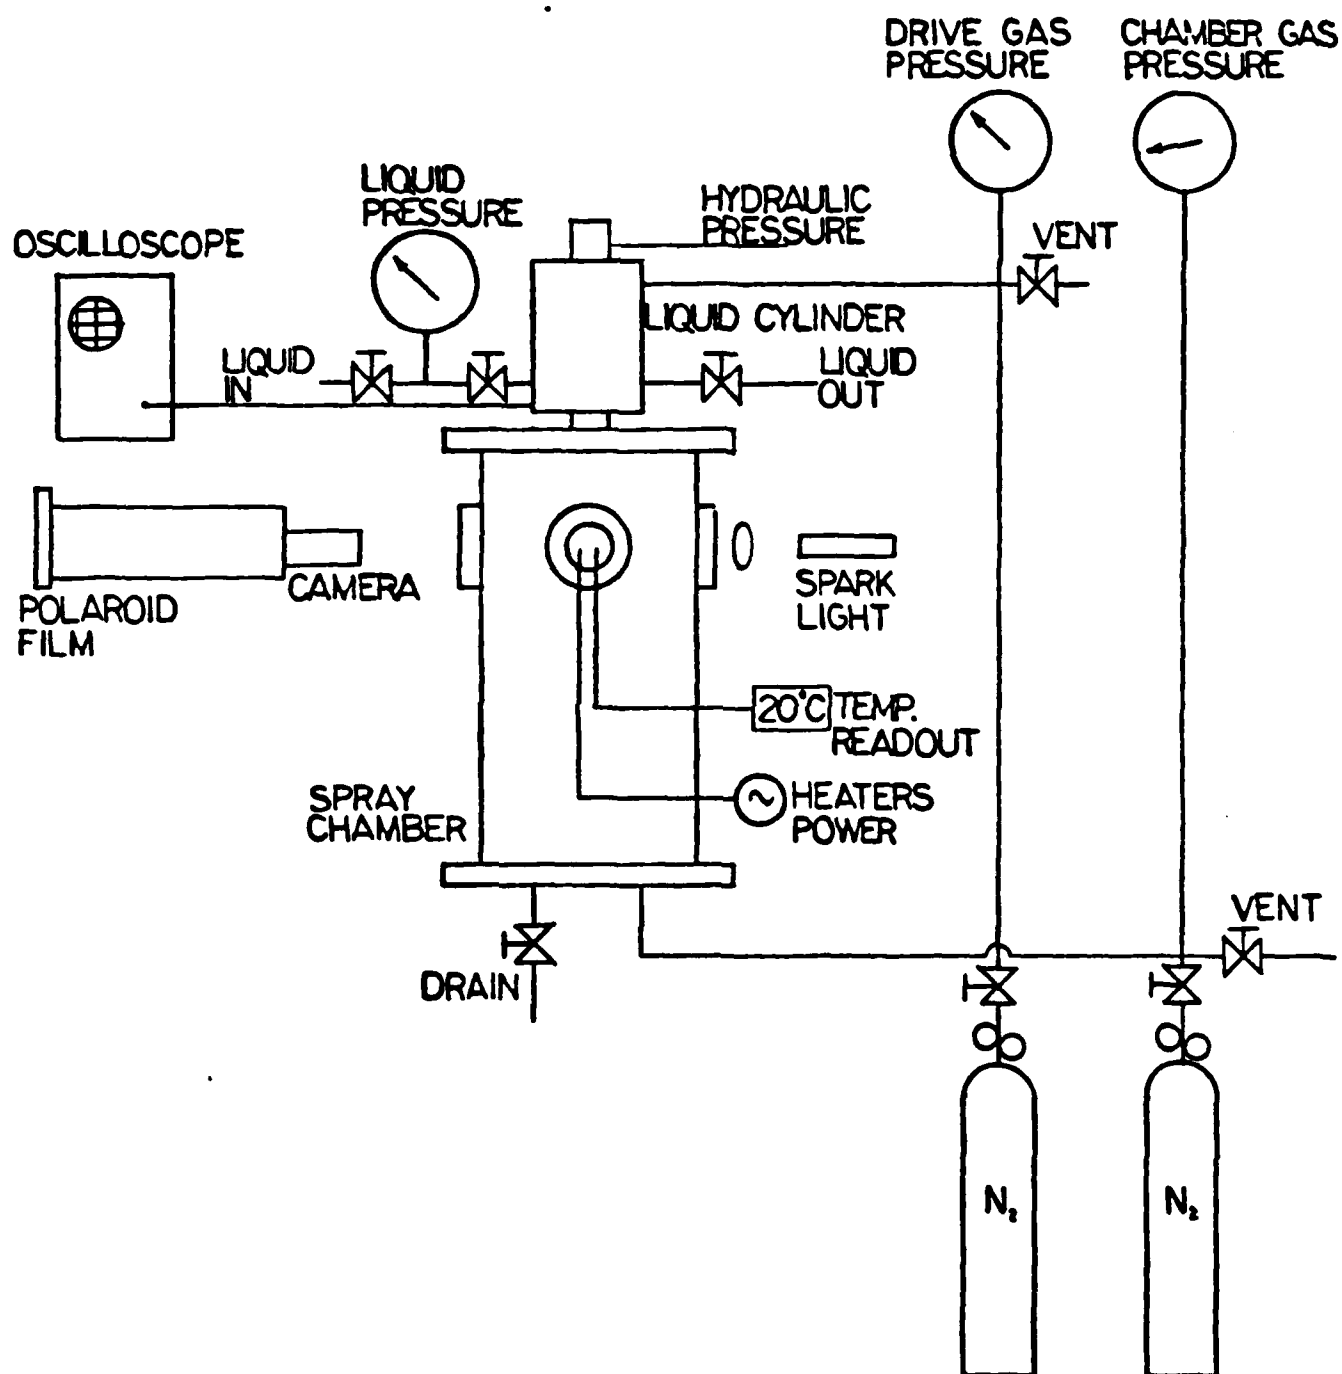 DRIVE GAS
PRESSURE
CHAMBER GAS
PRESSURE
LIQUID
PRESSURE
HYDRAULIC
PRESSURE
VENT
OSCILLOSCOPE
LIQUID CYLINDER
LIQUID
IN
LIQUID
OUT
CAMERA
POLAROID
FILM
SPARK
LIGHT
20°C
TEMP.
READOUT
SPRAY
CHAMBER
HEATERS
POWER
VENT
DRAIN
N₂
N₂